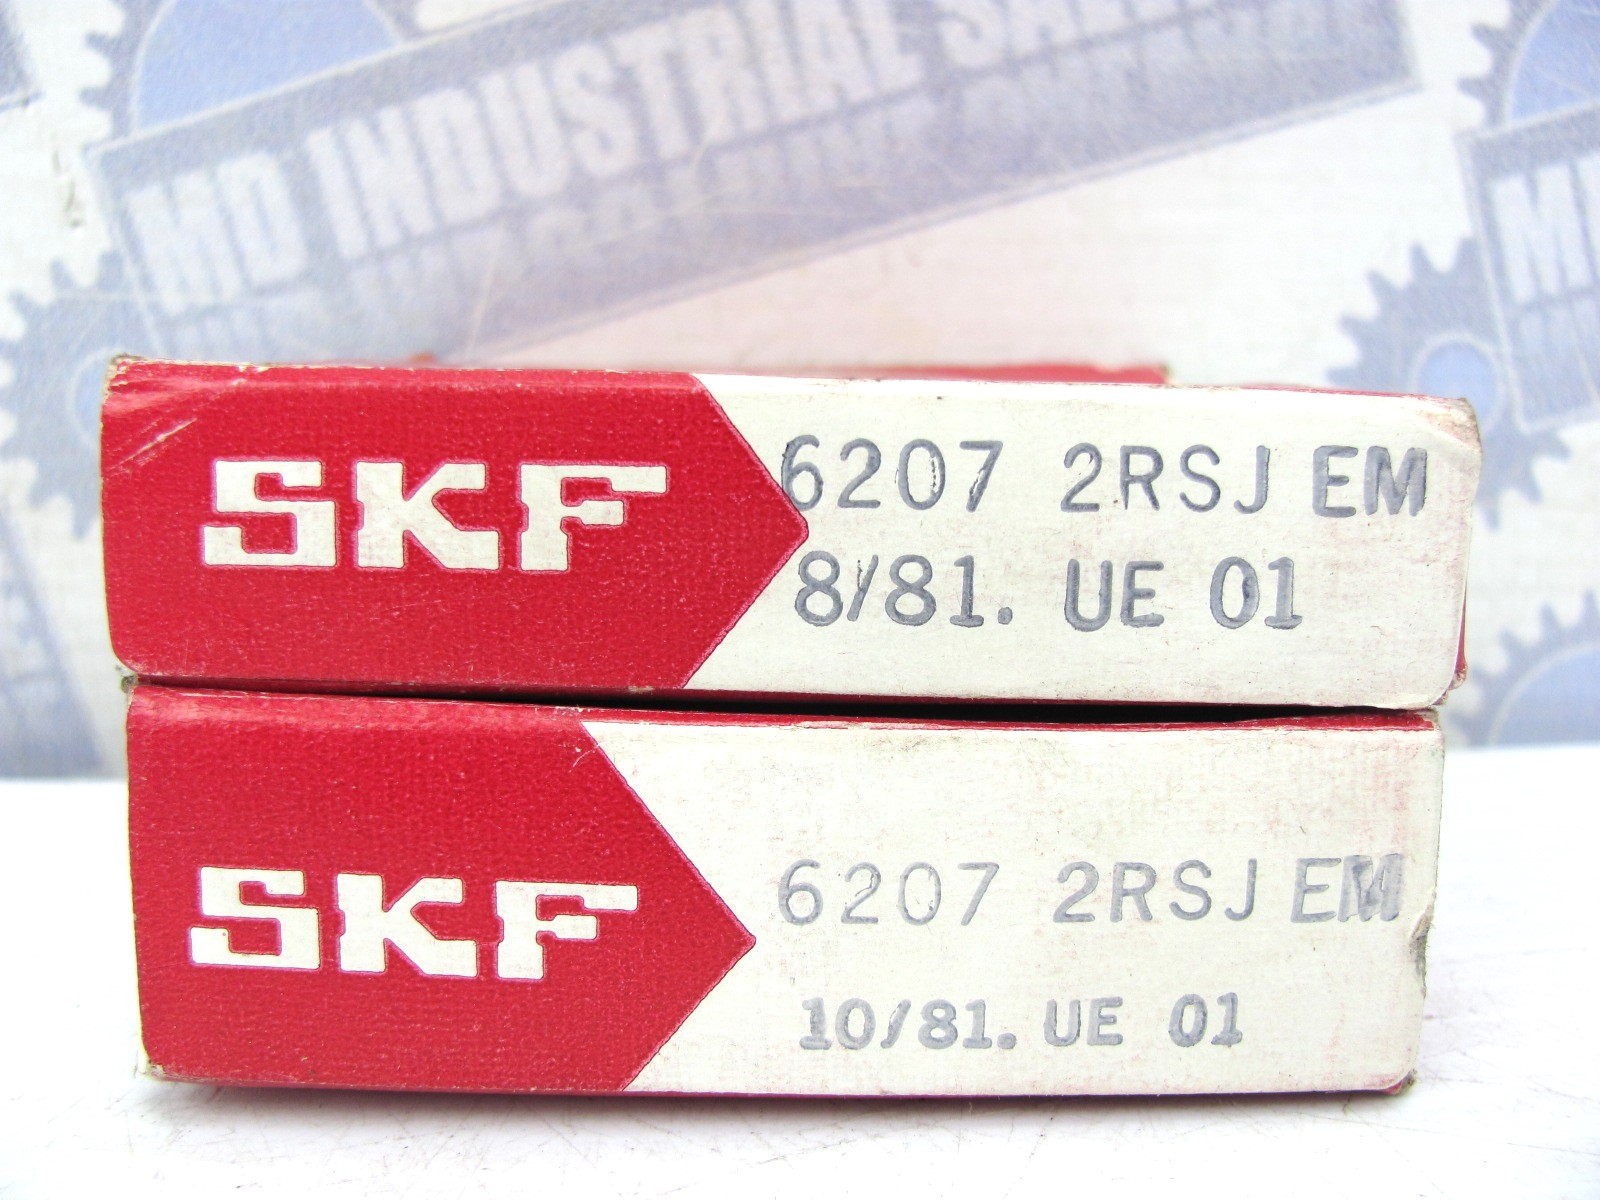 MD INDUSTRIAL
SKF
6207 2RSJ EM
8/81. UE 01
SKF
6207 2RSJ EM
10/81. UE 01